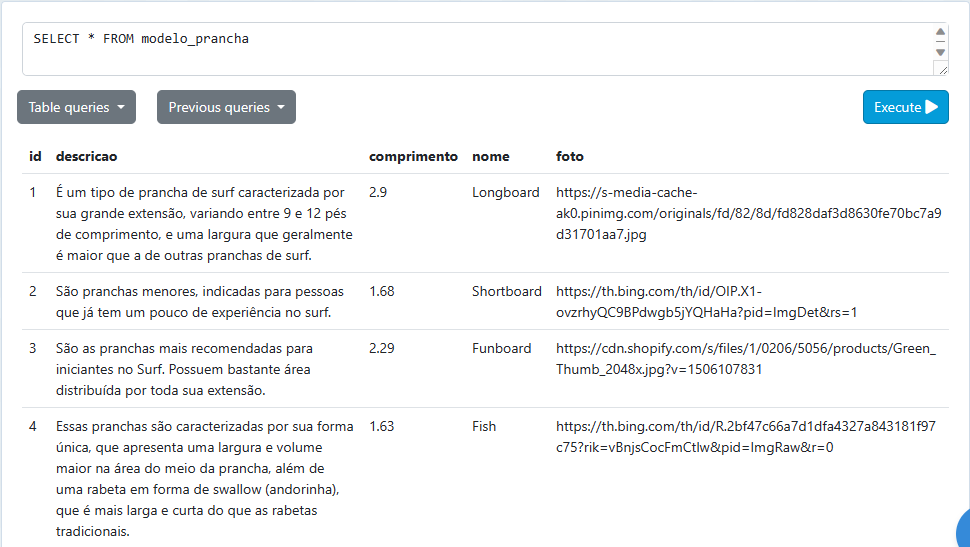 SELECT * FROM modelo_prancha
Table queries
Previous queries
Execute
id descricao comprimento nome foto
1 É um tipo de prancha de surf caracterizada por 2.9 Longboard https://s-media-cache-
sua grande extensão, variando entre 9 e 12 pés ak0.pinimg.com/originals/fd/82/8d/fd828daf3d8630fe70bc7a9
de comprimento, e uma largura que geralmente d31701aa7.jpg
é maior que a de outras pranchas de surf.
2 São pranchas menores, indicadas para pessoas 1.68 Shortboard https://th.bing.com/th/id/OIP.X1-
que já tem um pouco de experiência no surf. ovzrhyQC9BPdwgb5jYQHaHa?pid=ImgDet&rs=1
3 São as pranchas mais recomendadas para 2.29 Funboard https://cdn.shopify.com/s/files/1/0206/5056/products/Green_
iniciantes no Surf. Possuem bastante área Thumb_2048x.jpg?v=1506107831
distribuída por toda sua extensão.
4 Essas pranchas são caracterizadas por sua forma 1.63 Fish https://th.bing.com/th/id/R.2bf47c66a7d1dfa4327a843181f97
única, que apresenta uma largura e volume c75?rik=vBnjsCocFmCtlw&pid=ImgRaw&r=0
maior na área do meio da prancha, além de
uma rabeta em forma de swallow (andorinha),
que é mais larga e curta do que as rabetas
tradicionais.